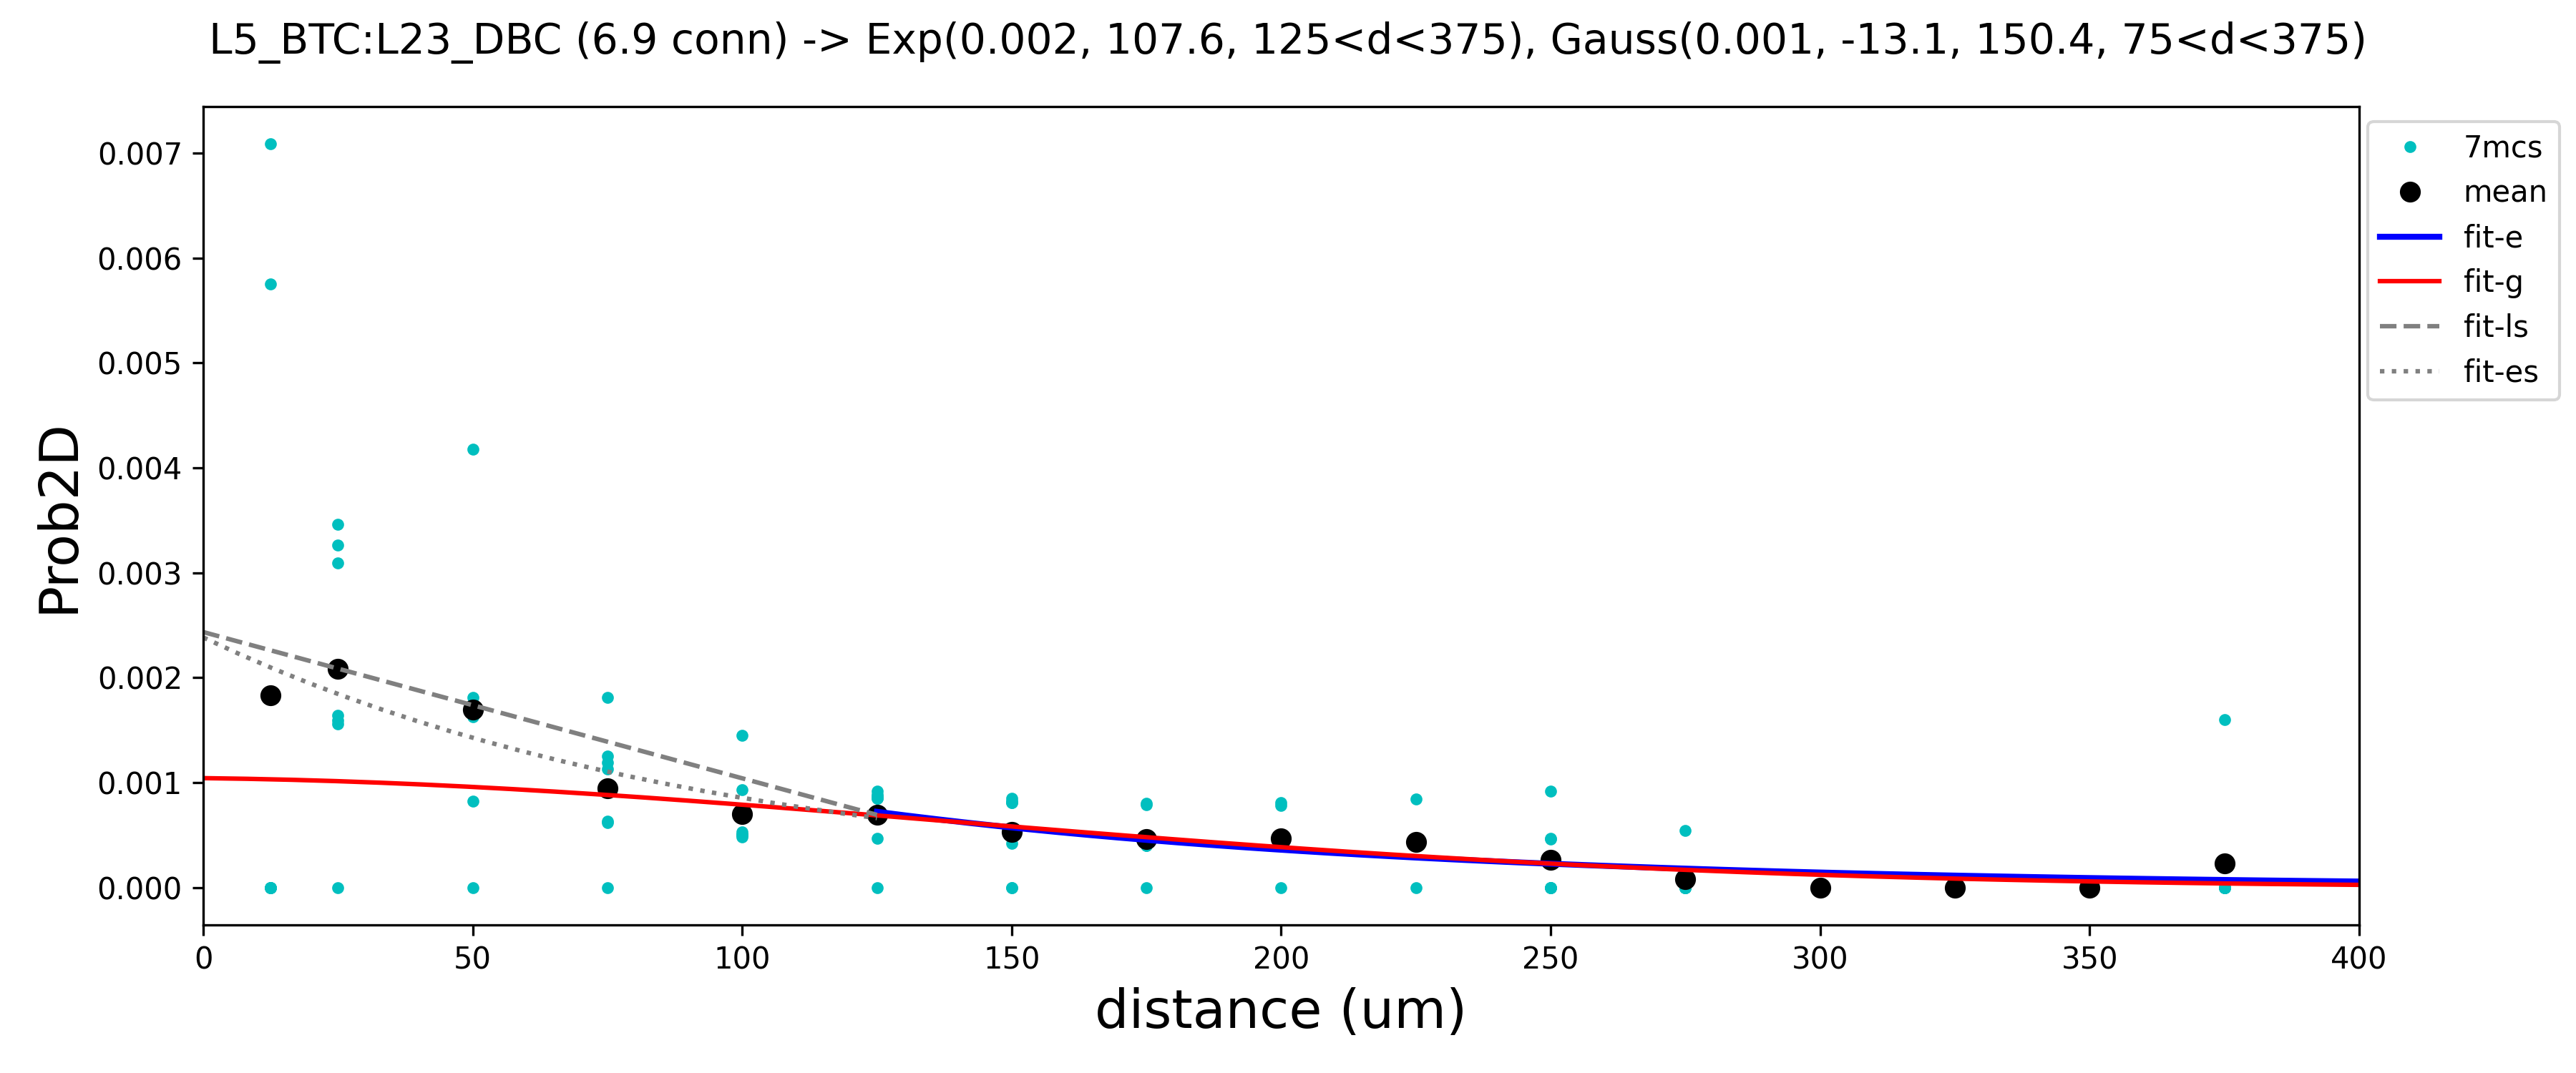 L5_BTC:L23_DBC (6.9 conn) -> Exp(0.002, 107.6, 125<d<375), Gauss(0.001, -13.1, 150.4, 75<d<375)
7mcs
mean
fit-e
fit-g
fit-ls
fit-es
Prob2D
0.007
0.006
0.005
0.004
0.003
0.002
0.001
0.000
0 50 100 150 200 250 300 350 400
distance (um)